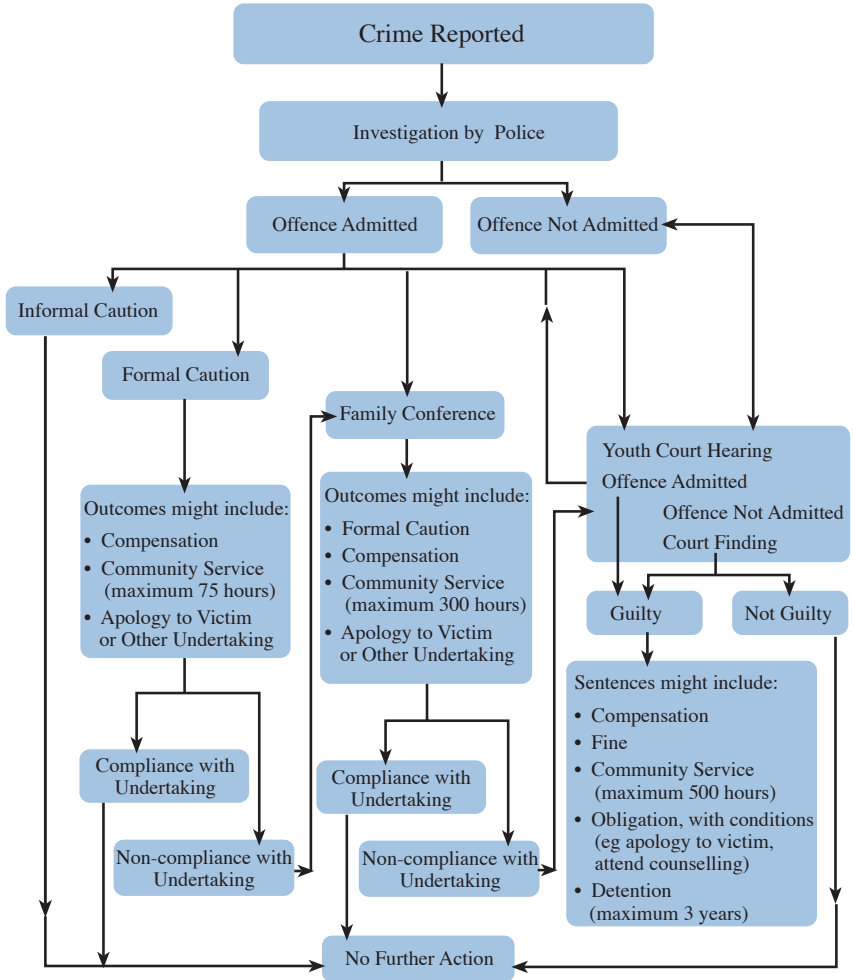 Crime Reported
Investigation by Police
Offence Admitted
Offence Not Admitted
Informal Caution
Formal Caution
Family Conference
Youth Court Hearing
Offence Admitted
Offence Not Admitted
Court Finding
Outcomes might include:
• Compensation
• Community Service
(maximum 75 hours)
• Apology to Victim
or Other Undertaking
Outcomes might include:
• Formal Caution
• Compensation
• Community Service
(maximum 300 hours)
• Apology to Victim
or Other Undertaking
Guilty
Not Guilty
Sentences might include:
• Compensation
• Fine
• Community Service
(maximum 500 hours)
• Obligation, with conditions
(eg apology to victim,
attend counselling)
• Detention
(maximum 3 years)
Compliance with
Undertaking
Non-compliance with
Undertaking
Compliance with
Undertaking
Non-compliance with
Undertaking
No Further Action